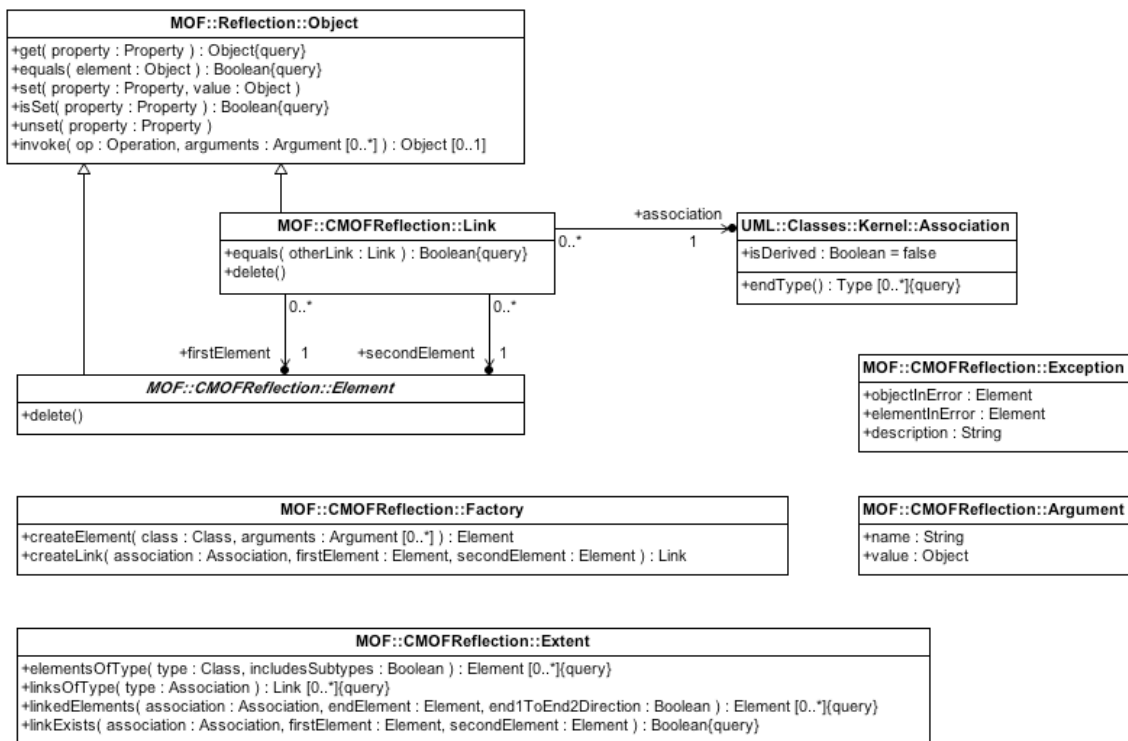 MOF::Reflection::Object
+get( property : Property ) : Object{query}
+equals( element : Object ) : Boolean{query}
+set( property : Property, value : Object )
+isSet( property : Property ) : Boolean{query}
+unset( property : Property )
+invoke( op : Operation, arguments : Argument [0..*] ) : Object [0..1]
MOF::CMOFReflection::Link
+equals( otherLink : Link ) : Boolean{query}
+delete()
+association
0..*
1
UML::Classes::Kernel::Association
+isDerived : Boolean = false
+endType() : Type [0..*]{query}
0..*
0..*
+firstElement
1
+secondElement
1
MOF::CMOFReflection::Element
+delete()
MOF::CMOFReflection::Exception
+objectInError : Element
+elementInError : Element
+description : String
MOF::CMOFReflection::Factory
+createElement( class : Class, arguments : Argument [0..*] ) : Element
+createLink( association : Association, firstElement : Element, secondElement : Element ) : Link
MOF::CMOFReflection::Argument
+name : String
+value : Object
MOF::CMOFReflection::Extent
+elementsOfType( type : Class, includesSubtypes : Boolean ) : Element [0..*]{query}
+linksOfType( type : Association ) : Link [0..*]{query}
+linkedElements( association : Association, endElement : Element, end1ToEnd2Direction : Boolean ) : Element [0..*]{query}
+linkExists( association : Association, firstElement : Element, secondElement : Element ) : Boolean{query}